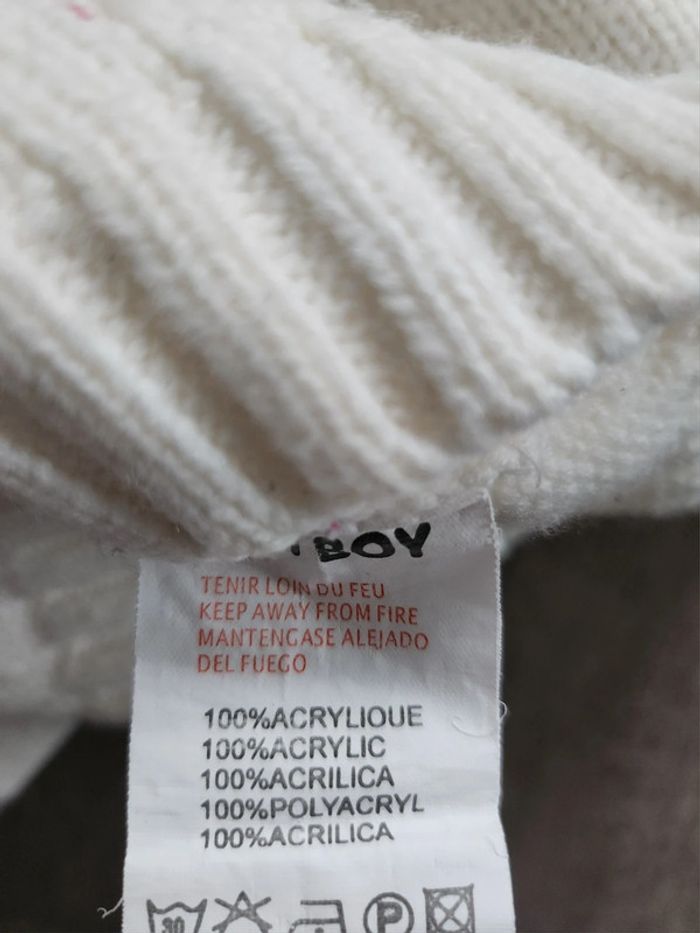 BOY
TENIR LOIN DU FEU
KEEP AWAY FROM FIRE
MANTENGASE ALEJADO
DEL FUEGO
100%ACRYLIOUE
100%ACRYLIC
100%ACRILICA
100%POLYACRYL
100%ACRILICA
30 P